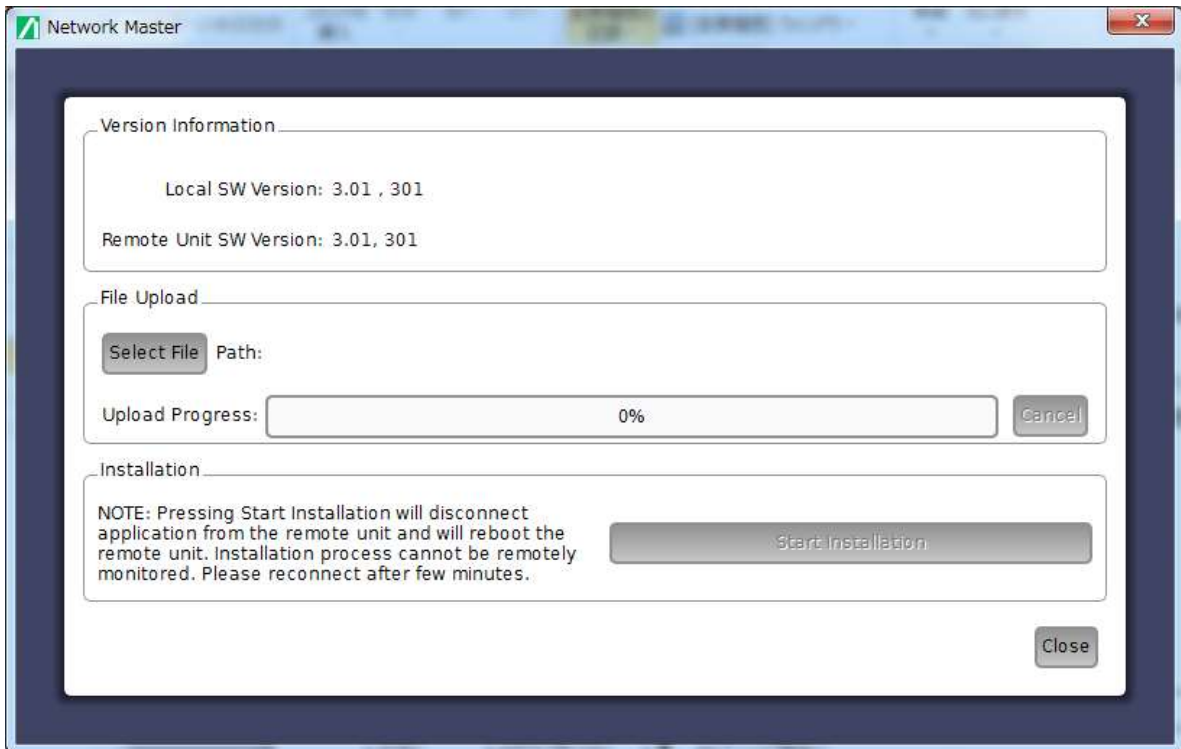 Network Master
Version Information
Local SW Version: 3.01 , 301
Remote Unit SW Version: 3.01, 301
File Upload
Select File Path:
Upload Progress: 0% Cancel
Installation
NOTE: Pressing Start Installation will disconnect
application from the remote unit and will reboot the
remote unit. Installation process cannot be remotely
monitored. Please reconnect after few minutes.
Start Installation
Close